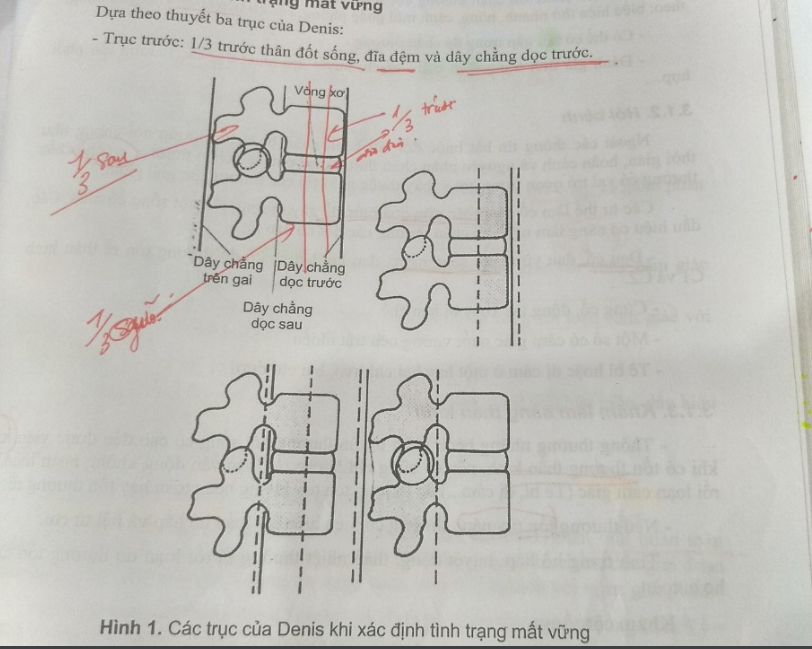 trạng mất vững
Dựa theo thuyết ba trục của Denis:
- Trục trước: 1/3 trước thân đốt sống, đĩa đệm và dây chằng dọc trước.
Vòng xơ
1/3 trước
1/3 sau
Dây chằng
trên gai
Dây chằng
dọc trước
Dây chằng
dọc sau
1/3
Hình 1. Các trục của Denis khi xác định tình trạng mất vững